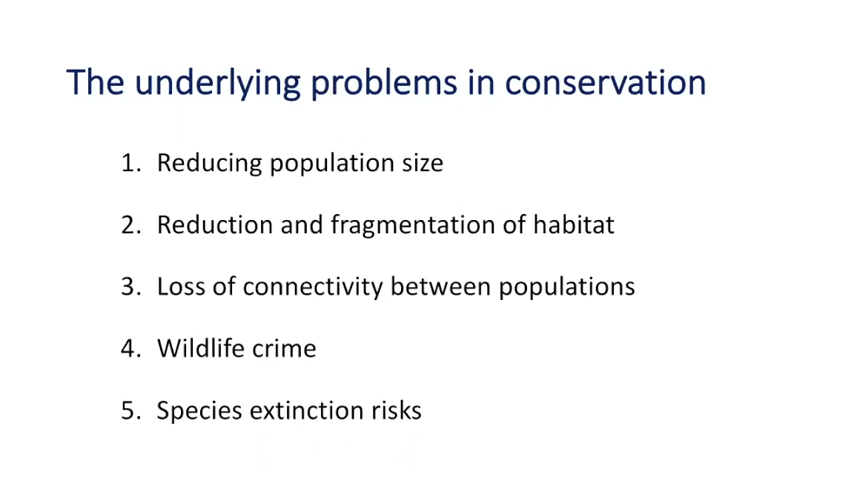 The underlying problems in conservation
1. Reducing population size
2. Reduction and fragmentation of habitat
3. Loss of connectivity between populations
4. Wildlife crime
5. Species extinction risks